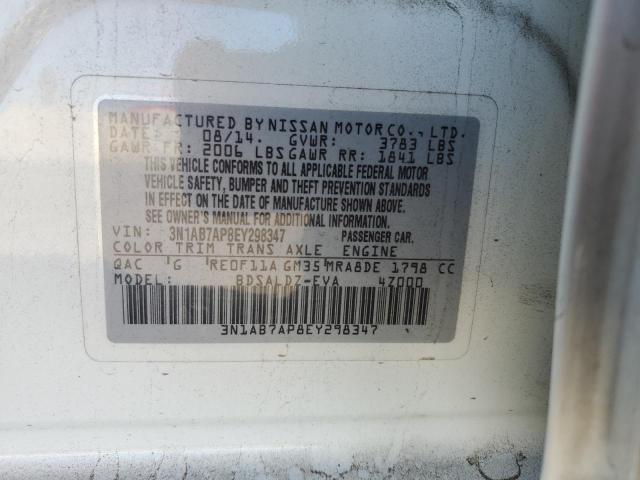 MANUFACTURED BY NISSAN MOTOR CO., LTD.
DATE: 08/14. GVWR: 3783 LBS
GAWR FR: 2006 LBS GAWR RR: 1841 LBS
THIS VEHICLE CONFORMS TO ALL APPLICABLE FEDERAL MOTOR
VEHICLE SAFETY, BUMPER AND THEFT PREVENTION STANDARDS
IN EFFECT ON THE DATE OF MANUFACTURE SHOWN ABOVE.
SEE OWNER'S MANUAL FOR ADDITIONAL INFORMATION.
VIN: 3N1AB7AP8EY298347 PASSENGER CAR.
COLOR TRIM TRANS AXLE ENGINE
QAC G RE0F11A GM35 MRA8DE 1798 CC
MODEL: BDSALDZ-EVA 47000
3N1AB7AP8EY298347